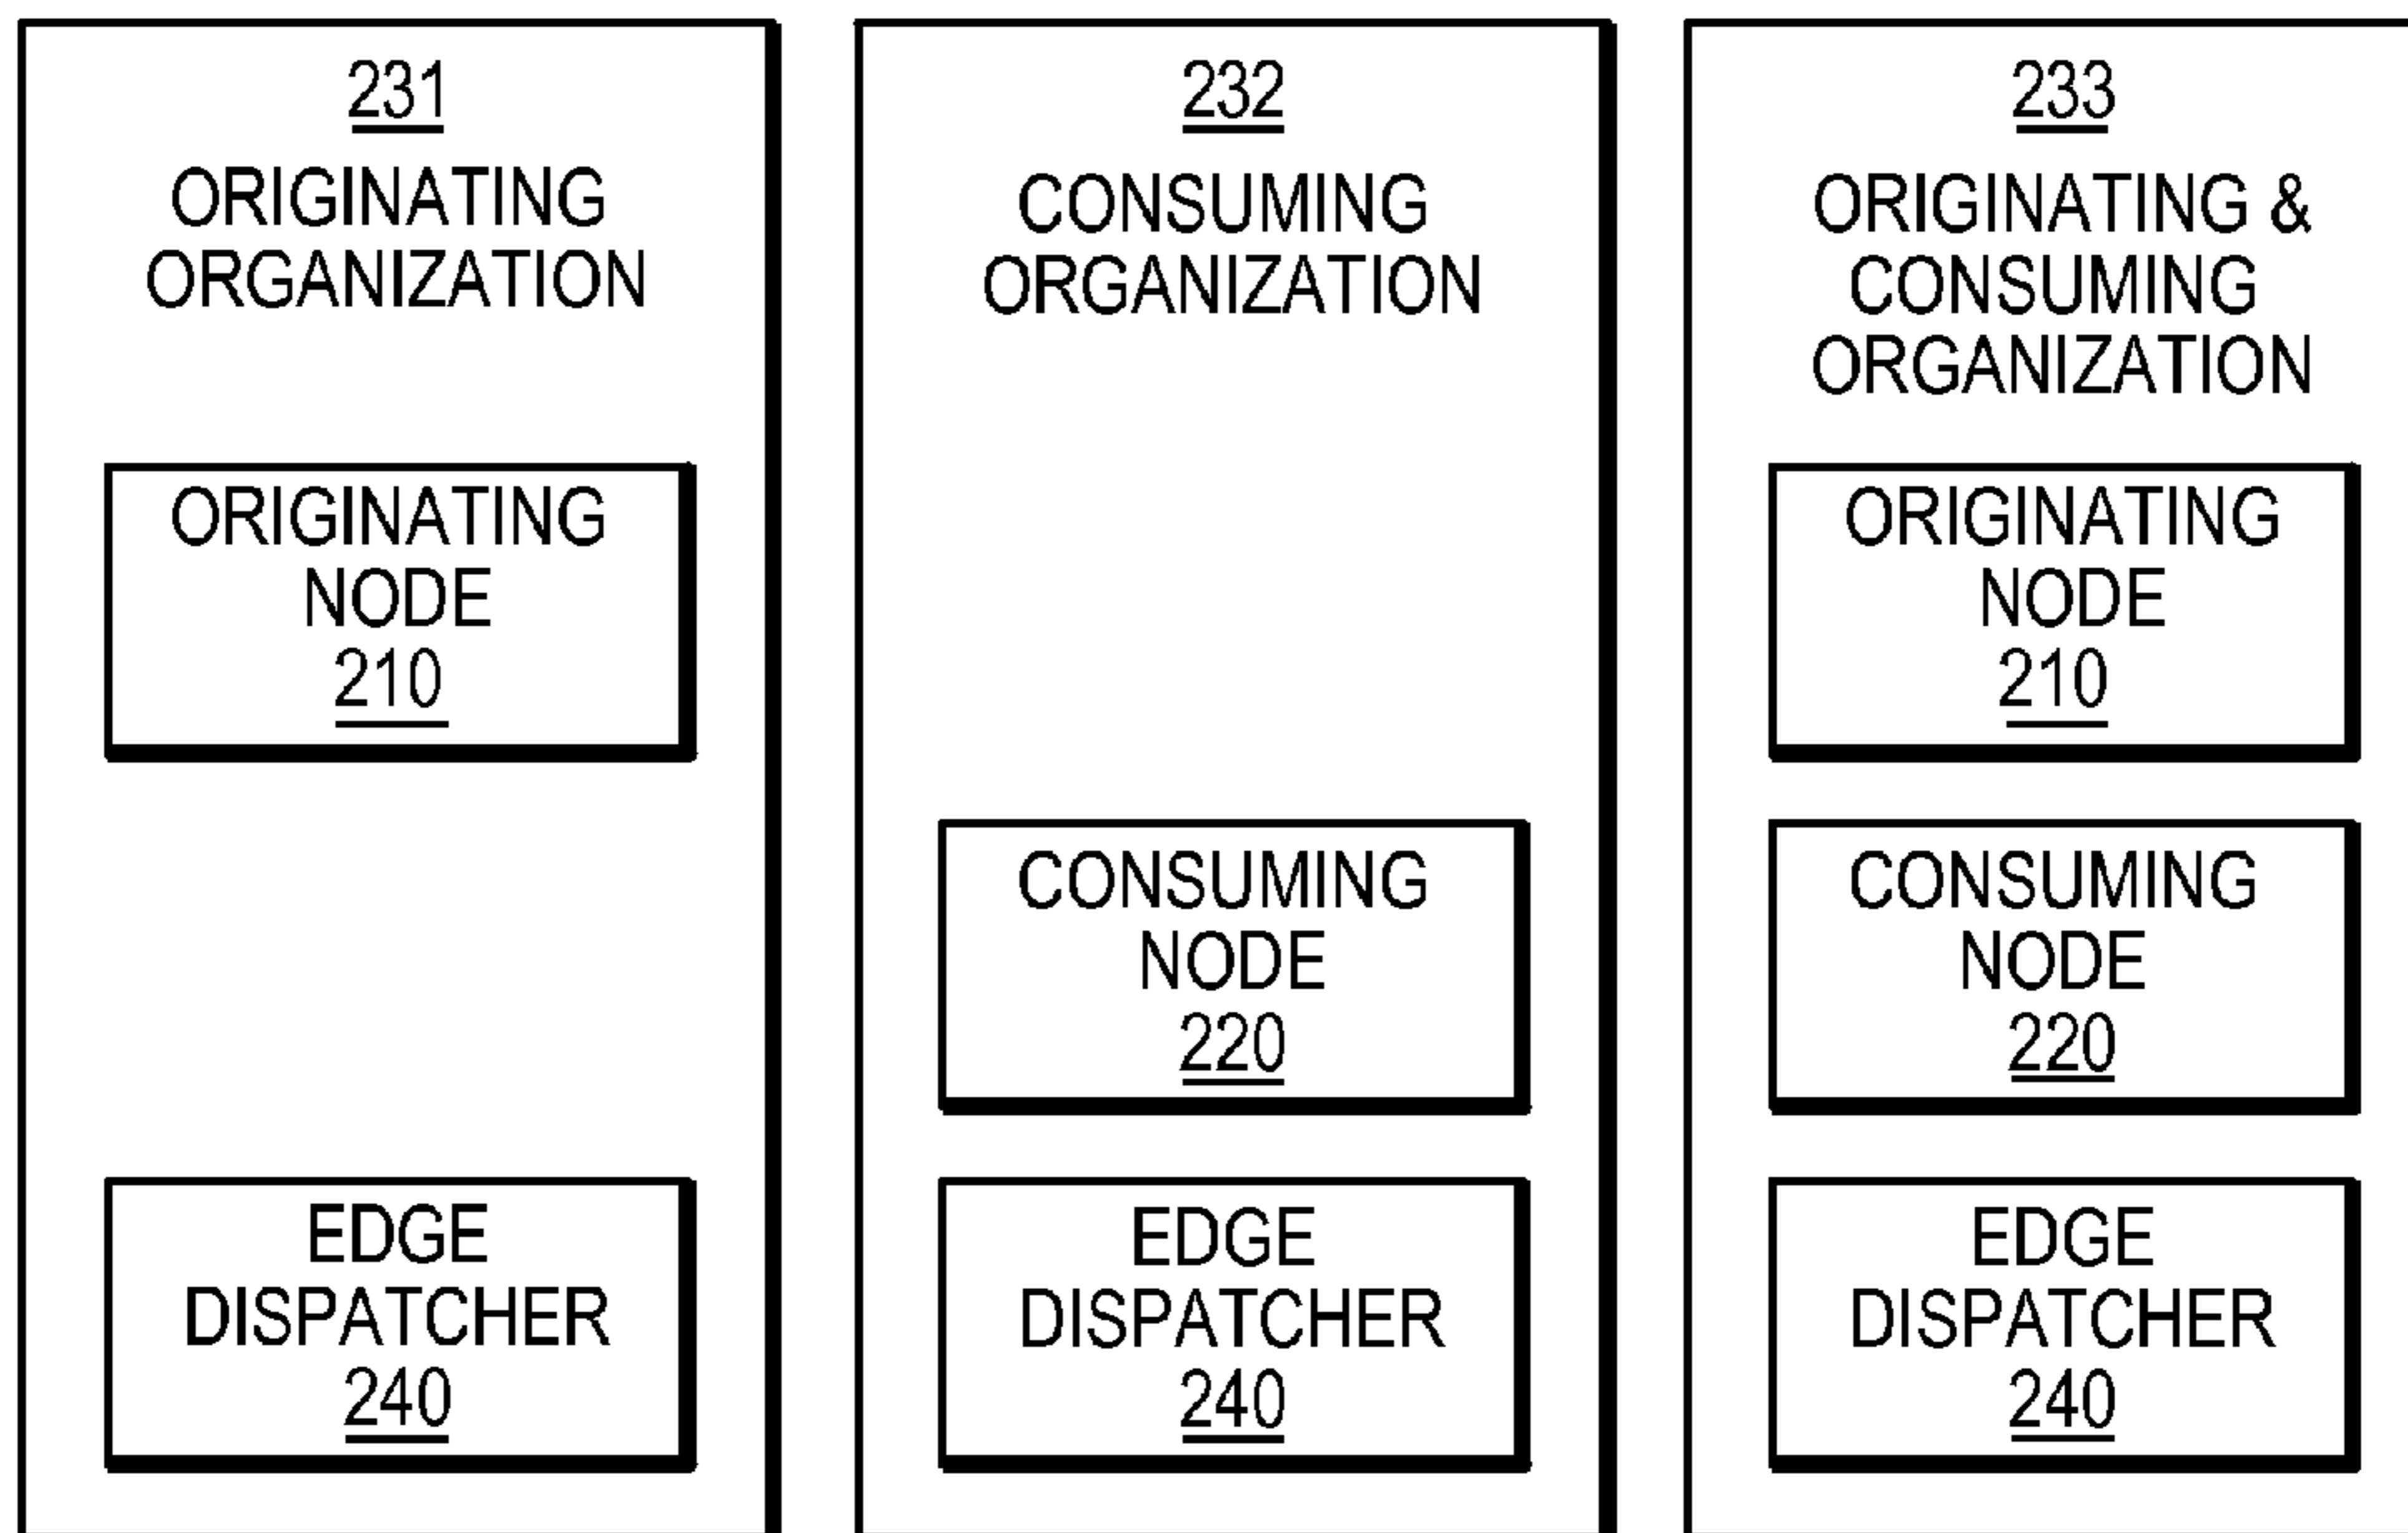 231
ORIGINATING
ORGANIZATION
ORIGINATING
NODE
210
EDGE
DISPATCHER
240
232
CONSUMING
ORGANIZATION
CONSUMING
NODE
220
EDGE
DISPATCHER
240
233
ORIGINATING &
CONSUMING
ORGANIZATION
ORIGINATING
NODE
210
CONSUMING
NODE
220
EDGE
DISPATCHER
240